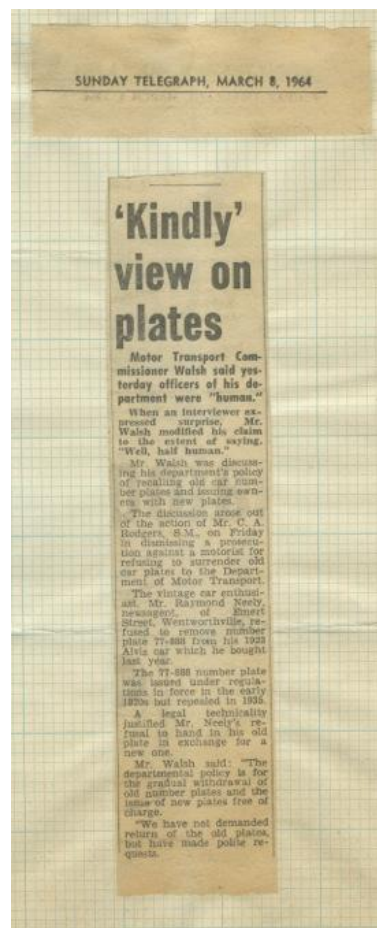 SUNDAY TELEGRAPH, MARCH 8, 1964
‘Kindly’
view on
plates
Motor Transport Com-
missioner Walsh said yes-
terday officers of his de-
partment were "human."
When an interviewer ex-
pressed surprise, Mr.
Walsh modified his claim
to the extent of saying,
"Well, half human."
Mr. Walsh was discuss-
ing his department's policy
of recalling old car num-
ber plates and issuing own-
ers with new plates.
The discussion arose out
of the action of Mr. C. A.
Rodgers, S.M., on Friday
in dismissing a prosecu-
tion against a motorist for
refusing to surrender old
car plates to the Depart-
ment of Motor Transport.
The vintage car enthusi-
ast, Mr. Raymond Neely,
newsagent, of Emert
Street, Wentworthville, re-
fused to remove number
plate 77-888 from his 1923
Alvis car which he bought
last year.
The 77-888 number plate
was issued under regula-
tions in force in the early
1920s but repealed in 1935.
A legal technicality
justified Mr. Neely's re-
fusal to hand in his old
plate in exchange for a
new one.
Mr. Walsh said: "The
departmental policy is for
the gradual withdrawal of
old number plates and the
issue of new plates free of
charge.
"We have not demanded
return of the old plates,
but have made polite re-
quests.